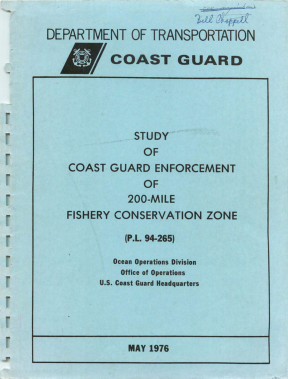 DEPARTMENT OF TRANSPORTATION
COAST GUARD
STUDY
OF
COAST GUARD ENFORCEMENT
OF
200-MILE
FISHERY CONSERVATION ZONE
(P.L. 94-265)
Ocean Operations Division
Office of Operations
U.S. Coast Guard Headquarters
MAY 1976